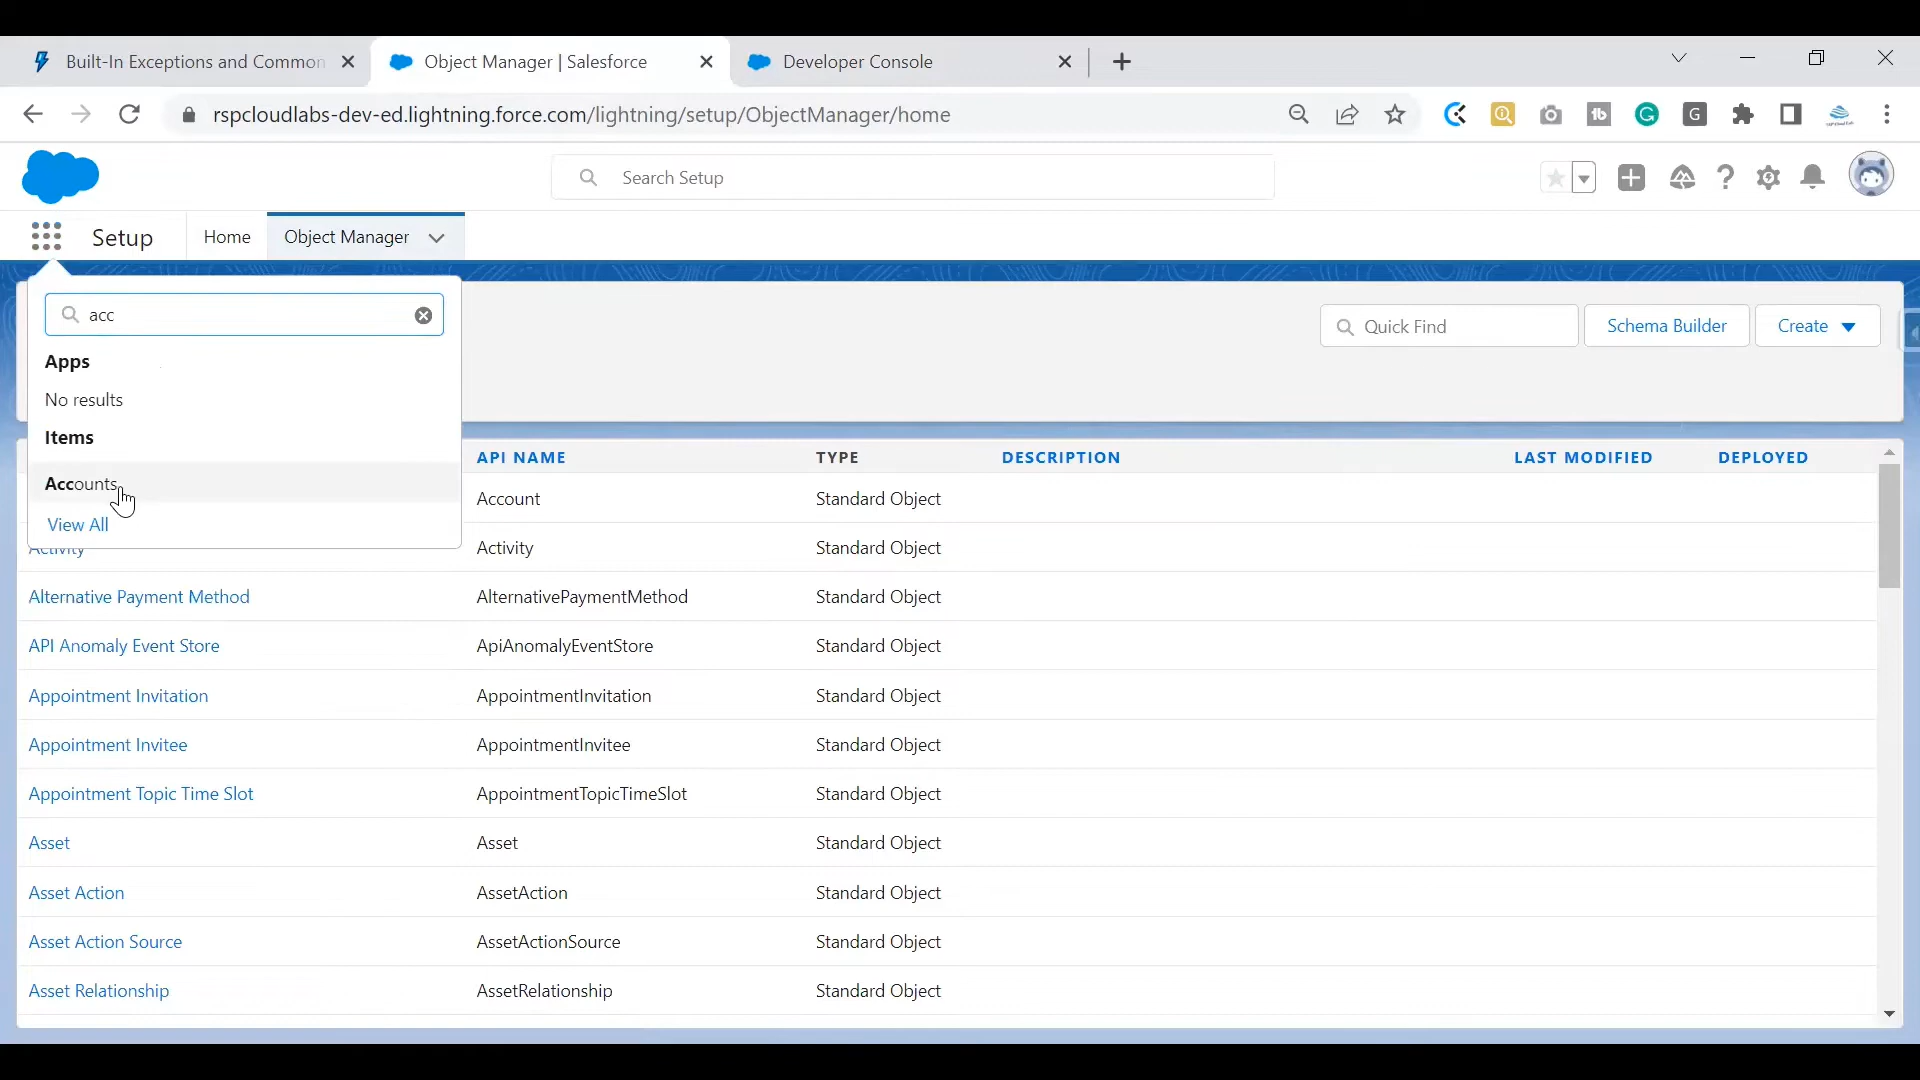 Built-In Exceptions and Common
Object Manager | Salesforce
Developer Console
rspcloudlabs-dev-ed.lightning.force.com/lightning/setup/ObjectManager/home
Search Setup
Setup
Home
Object Manager
acc
Apps
No results
Items
Accounts
View All
Quick Find
Schema Builder
Create
API NAME
TYPE
DESCRIPTION
LAST MODIFIED
DEPLOYED
Account
Standard Object
Activity
Activity
Standard Object
Alternative Payment Method
AlternativePaymentMethod
Standard Object
API Anomaly Event Store
ApiAnomalyEventStore
Standard Object
Appointment Invitation
AppointmentInvitation
Standard Object
Appointment Invitee
AppointmentInvitee
Standard Object
Appointment Topic Time Slot
AppointmentTopicTimeSlot
Standard Object
Asset
Asset
Standard Object
Asset Action
AssetAction
Standard Object
Asset Action Source
AssetActionSource
Standard Object
Asset Relationship
AssetRelationship
Standard Object